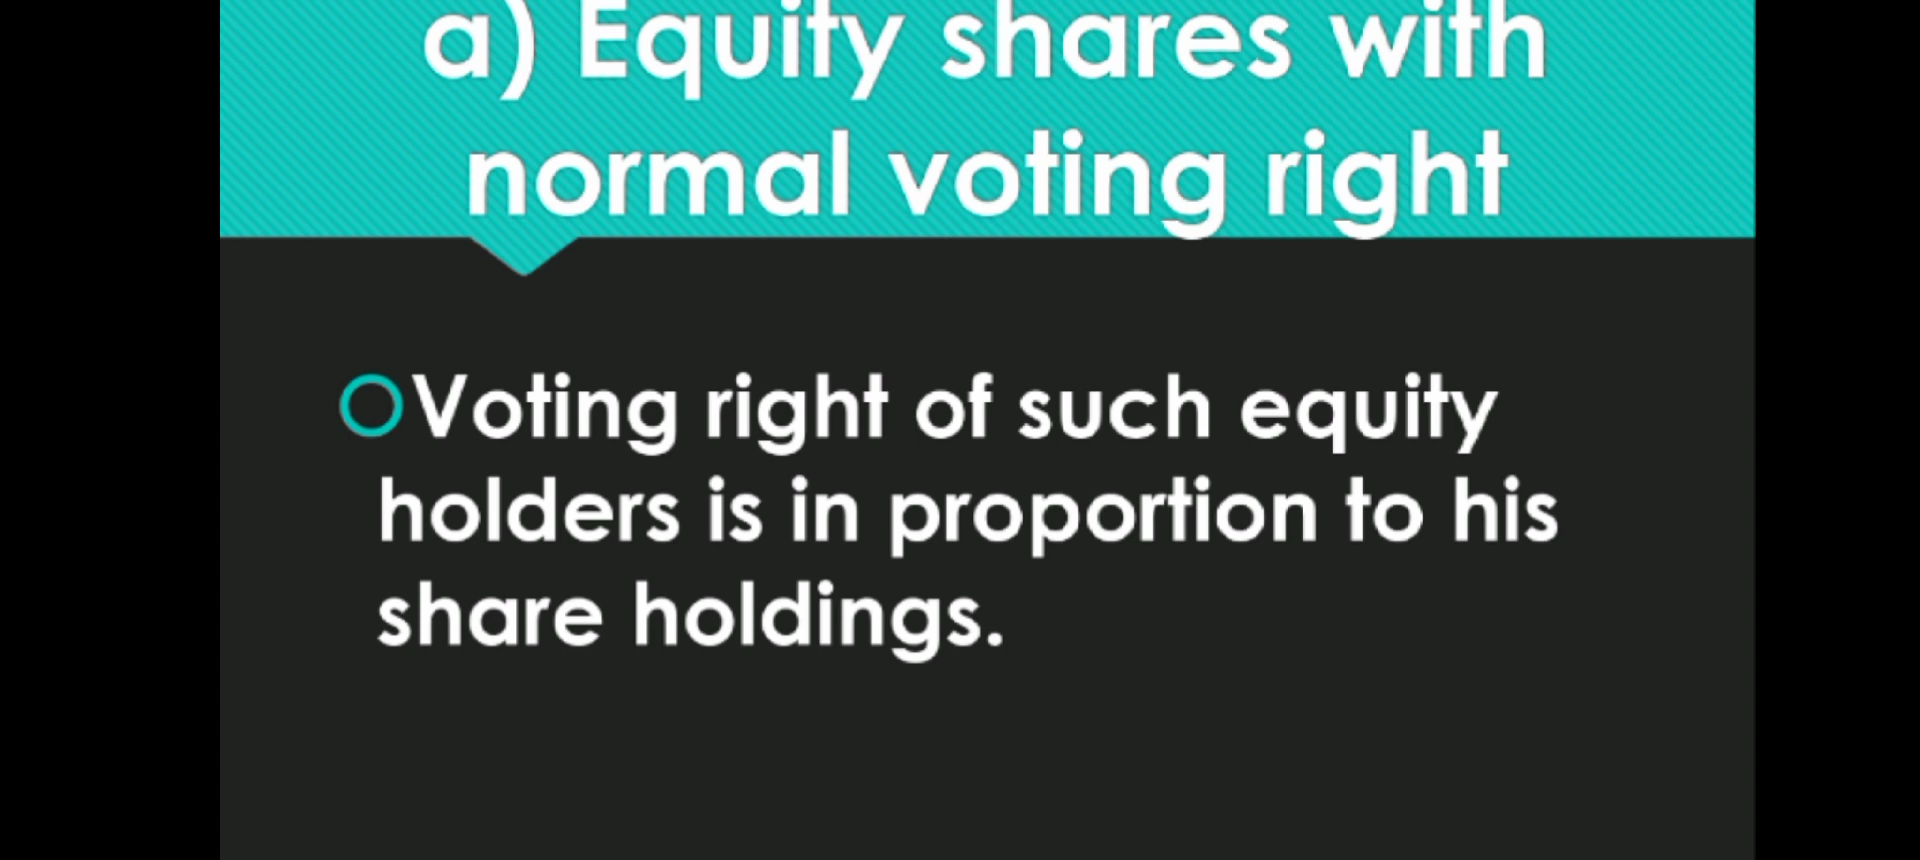 a) Equity shares with
normal voting right
Voting right of such equity
holders is in proportion to his
share holdings.